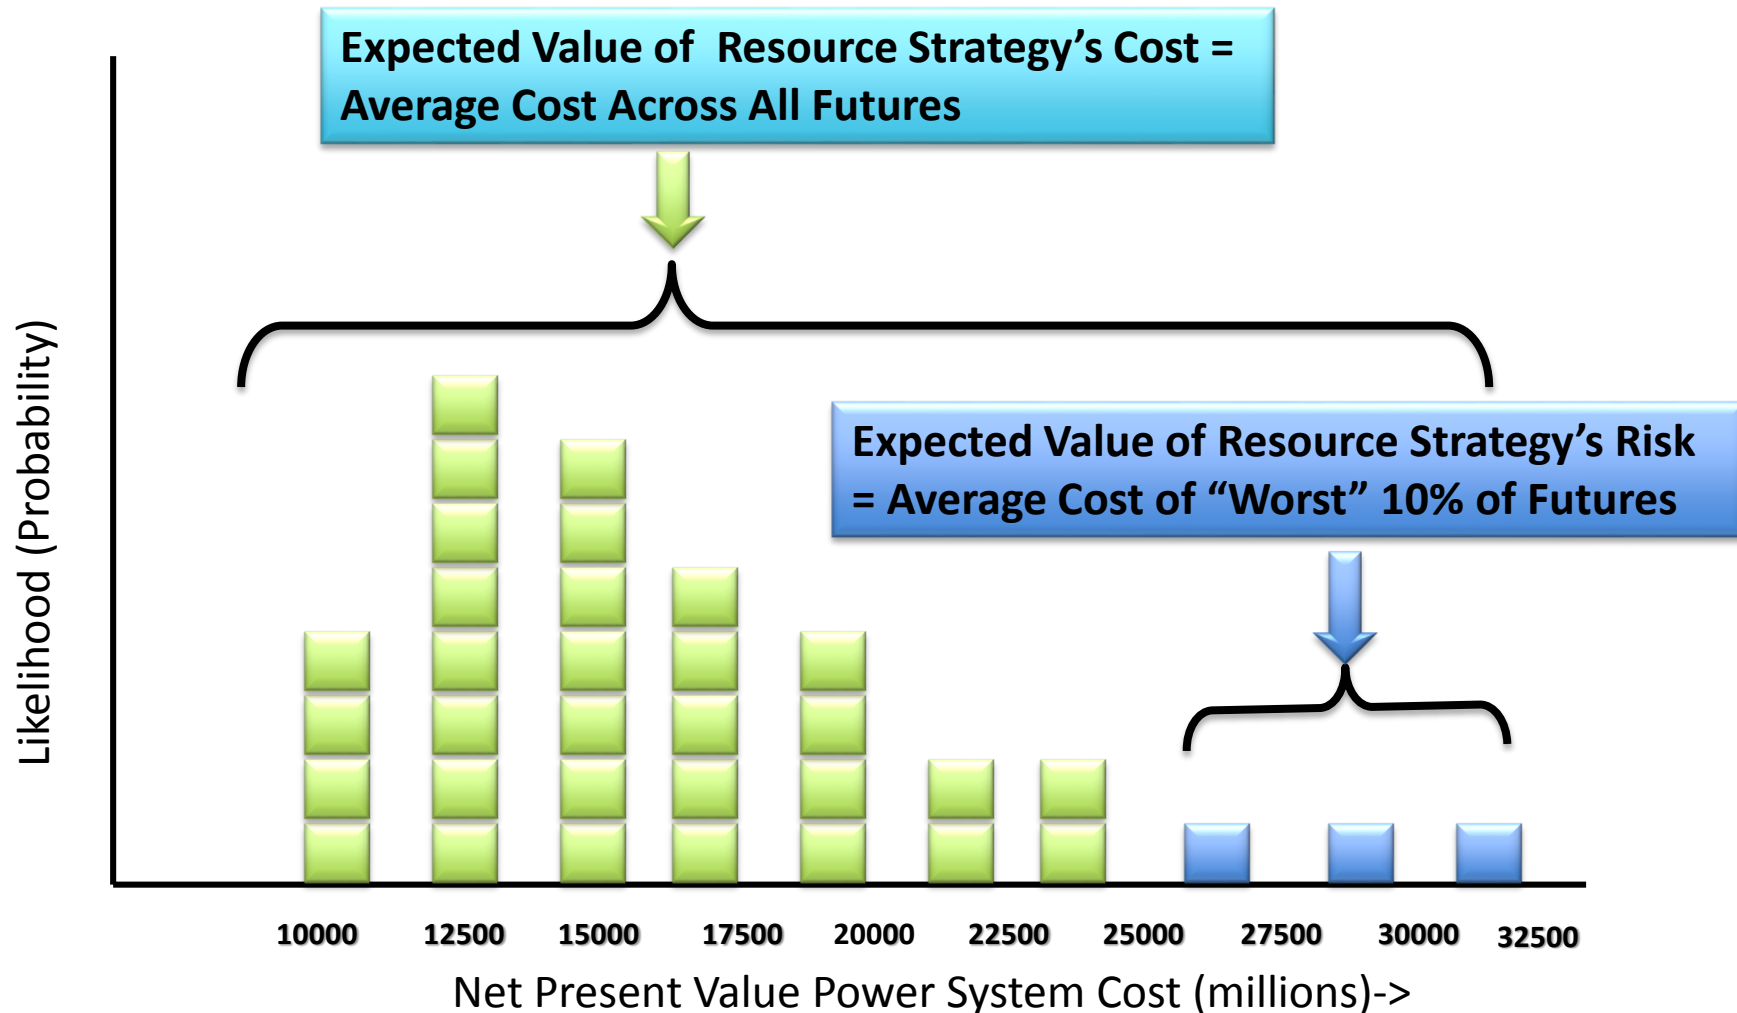 Expected Value of Resource Strategy’s Cost =
Average Cost Across All Futures
Expected Value of Resource Strategy’s Risk
= Average Cost of “Worst” 10% of Futures
Likelihood (Probability)
10000 12500 15000 17500 20000 22500 25000 27500 30000 32500
Net Present Value Power System Cost (millions)->